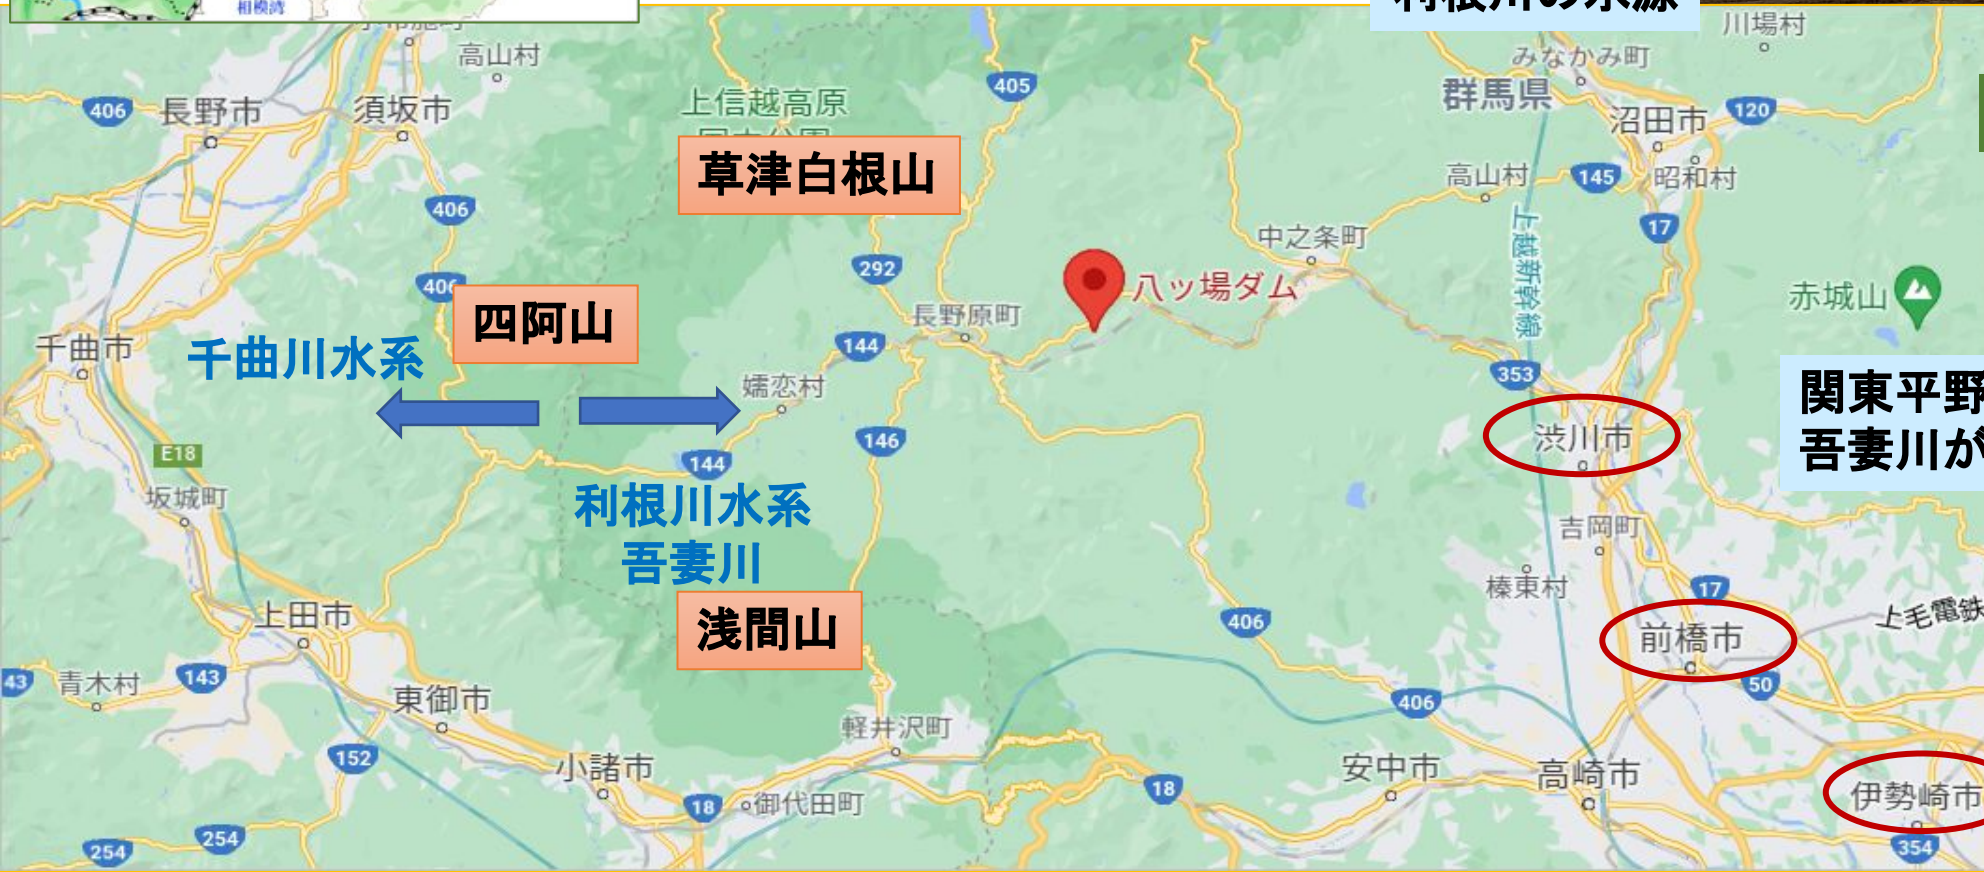 相模湾
利根川の水源
川場村
高山村
みなかみ町
405
群馬県
406
長野市
須坂市
上信越高原
国立公園
沼田市
120
草津白根山
高山村
145
昭和村
406
17
中之条町
上越新幹線
292
406
八ッ場ダム
赤城山
四阿山
長野原町
千曲市
千曲川水系
144
353
嬬恋村
関東平野
吾妻川が
146
渋川市
E18
144
坂城町
利根川水系
吾妻川
吉岡町
榛東村
17
上田市
浅間山
406
上毛電鉄
前橋市
43
青木村
143
50
東御市
406
軽井沢町
152
小諸市
安中市
高崎市
18
伊勢崎市
18
御代田町
254
254
354